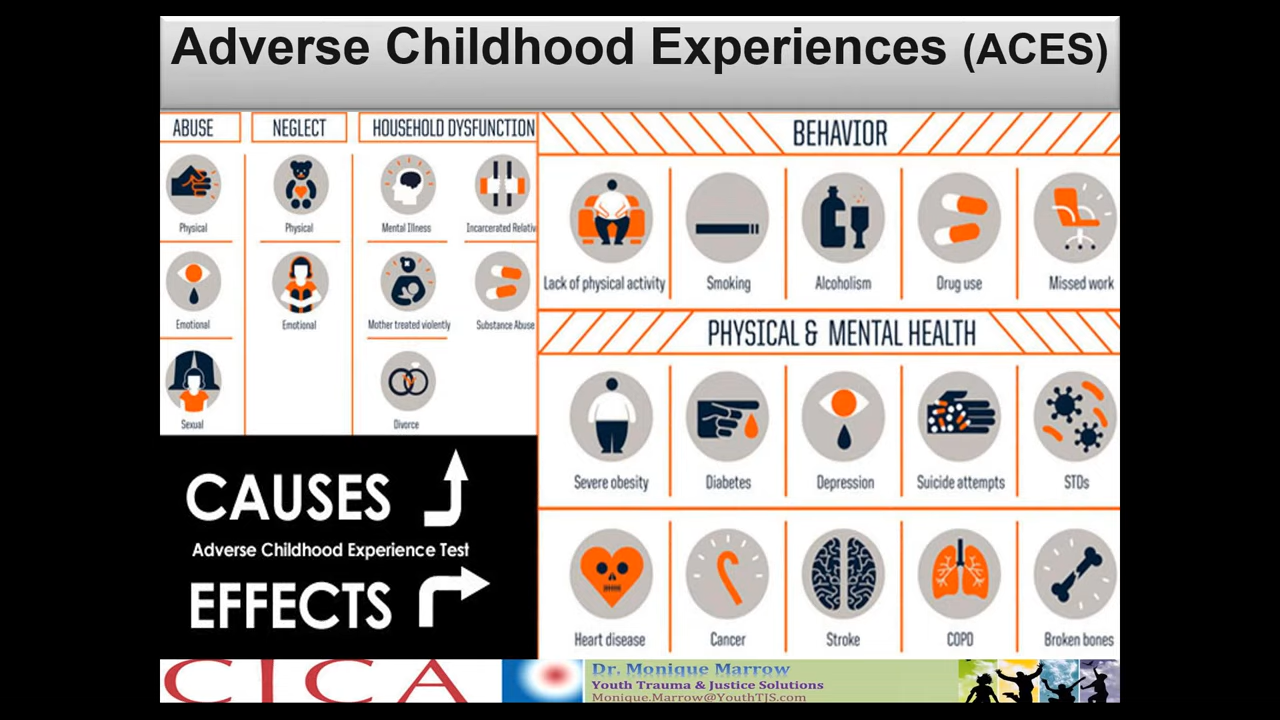 Adverse Childhood Experiences (ACES)
ABUSE
NEGLECT
HOUSEHOLD DYSFUNCTION
Physical
Physical
Mental Illness
Incarcerated Relativ
Emotional
Emotional
Mother treated violently
Substance Abuse
Sexual
Divorce
CAUSES
Adverse Childhood Experience Test
EFFECTS
BEHAVIOR
Lack of physical activity
Smoking
Alcoholism
Drug use
Missed work
PHYSICAL & MENTAL HEALTH
Severe obesity
Diabetes
Depression
Suicide attempts
STDs
Heart disease
Cancer
Stroke
COPD
Broken bones
CICA
Dr. Monique Marrow
Youth Trauma & Justice Solutions
Monique.Marrow@YouthTJS.com